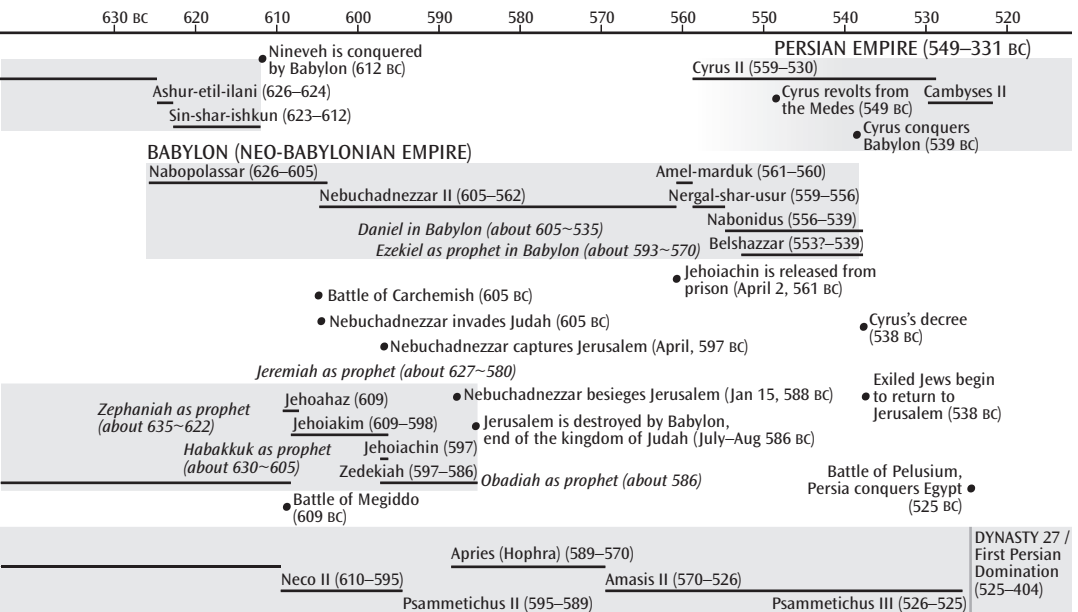 630 BC 620 610 600 590 580 570 560 550 540 530 520
Nineveh is conquered
by Babylon (612 BC)
Ashur-etil-ilani (626–624)
Sin-shar-ishkun (623–612)
PERSIAN EMPIRE (549–331 BC)
Cyrus II (559–530)
Cyrus revolts from
the Medes (549 BC)
Cambyses II
Cyrus conquers
Babylon (539 BC)
BABYLON (NEO-BABYLONIAN EMPIRE)
Nabopolassar (626–605)
Nebuchadnezzar II (605–562)
Amel-marduk (561–560)
Nergal-shar-usur (559–556)
Nabonidus (556–539)
Belshazzar (553?–539)
Daniel in Babylon (about 605~535)
Ezekiel as prophet in Babylon (about 593~570)
Jehoiachin is released from
prison (April 2, 561 BC)
Battle of Carchemish (605 BC)
Nebuchadnezzar invades Judah (605 BC)
Cyrus's decree
(538 BC)
Nebuchadnezzar captures Jerusalem (April, 597 BC)
Jeremiah as prophet (about 627~580)
Nebuchadnezzar besieges Jerusalem (Jan 15, 588 BC)
Exiled Jews begin
to return to
Jerusalem (538 BC)
Zephaniah as prophet
(about 635~622)
Jehoahaz (609)
Jehoiakim (609–598)
Jerusalem is destroyed by Babylon,
end of the kingdom of Judah (July–Aug 586 BC)
Habakkuk as prophet
(about 630~605)
Jehoiachin (597)
Zedekiah (597–586)
Obadiah as prophet (about 586)
Battle of Pelusium,
Persia conquers Egypt
(525 BC)
Battle of Megiddo
(609 BC)
DYNASTY 27 /
First Persian
Domination
(525–404)
Apries (Hophra) (589–570)
Neco II (610–595)
Amasis II (570–526)
Psammetichus II (595–589)
Psammetichus III (526–525)